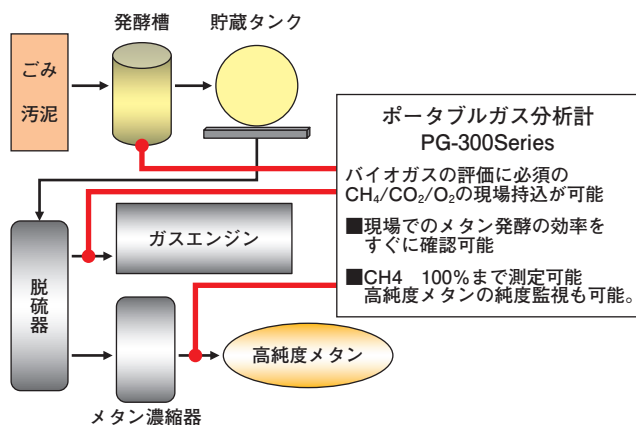 発酵槽
貯蔵タンク
ごみ
汚泥
ポータブルガス分析計
PG-300Series
バイオガスの評価に必須の
CH₄/CO₂/O₂の現場持込が可能
■現場でのメタン発酵の効率を
すぐに確認可能
■CH4 100%まで測定可能
高純度メタンの純度監視も可能。
脱硫器
ガスエンジン
メタン濃縮器
高純度メタン